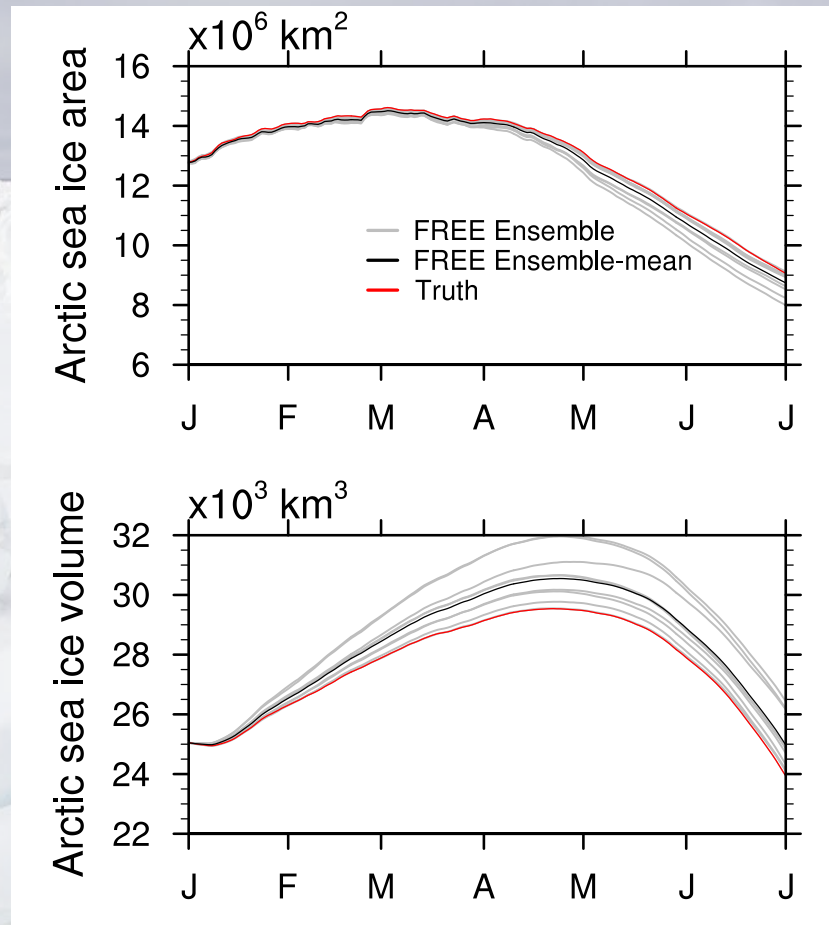 x10⁶ km²
Arctic sea ice area
16
14
12
10
8
6
FREE Ensemble
FREE Ensemble-mean
Truth
J F M A M J J
x10³ km³
Arctic sea ice volume
32
30
28
26
24
22
J F M A M J J